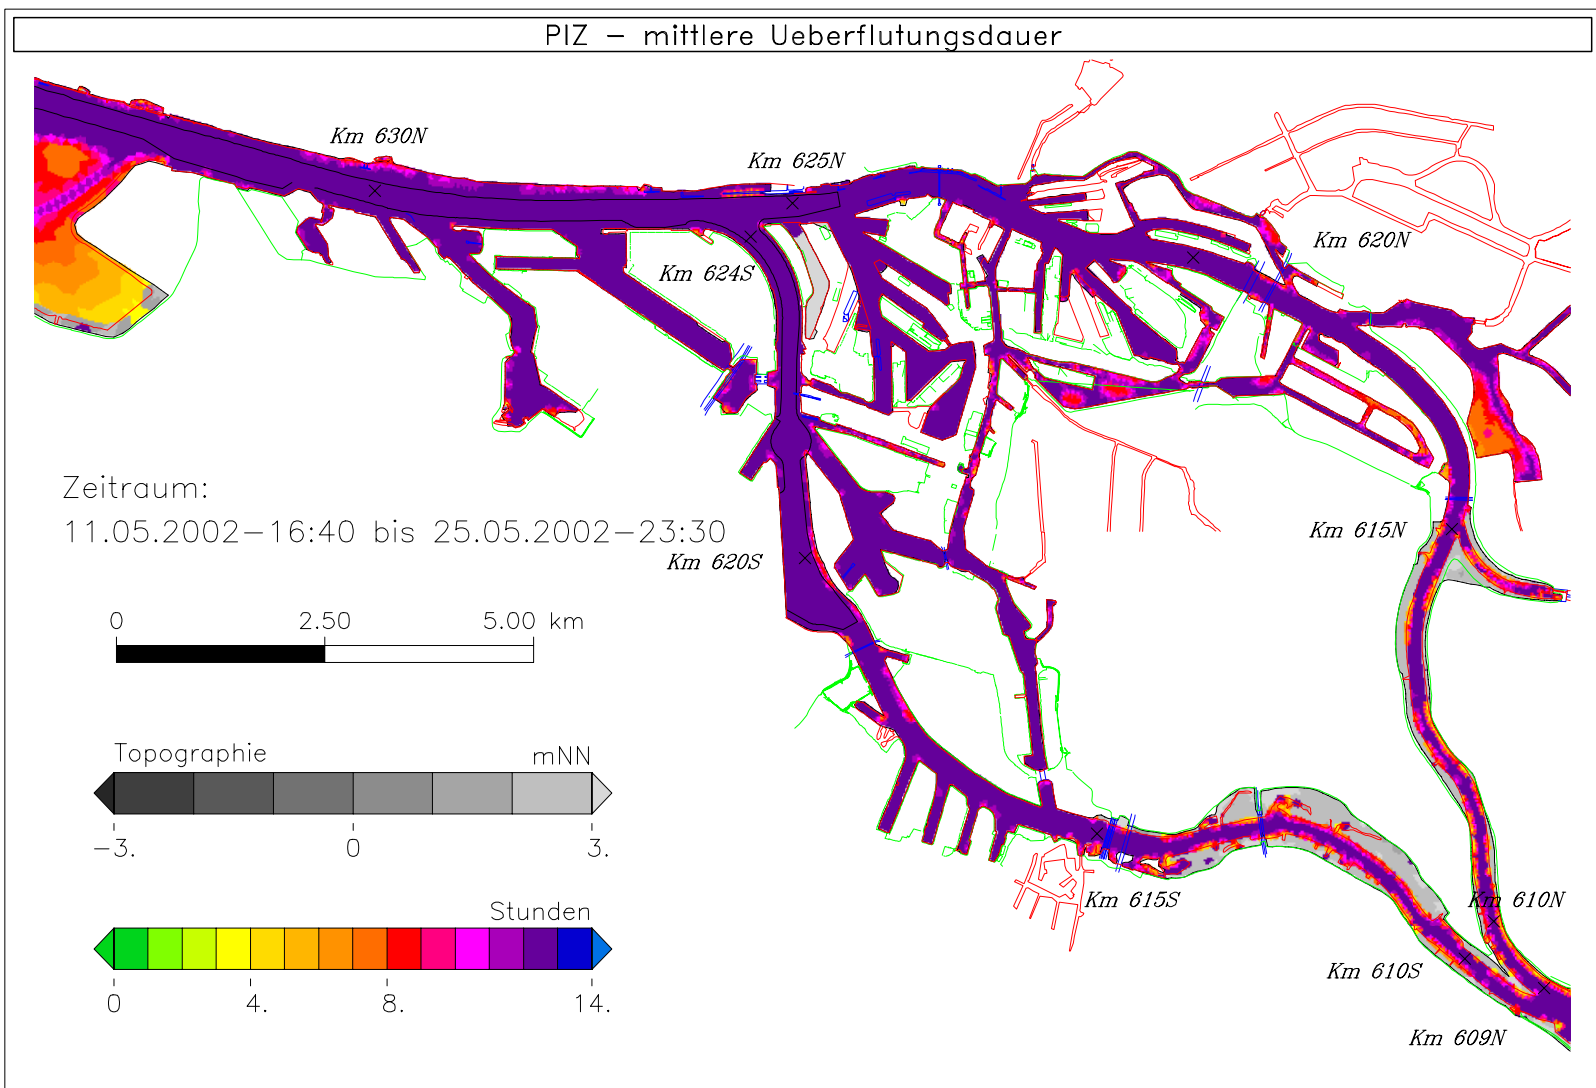 PIZ – mittlere Ueberflutungsdauer
Km 630N
Km 625N
Km 620N
Km 624S
Zeitraum:
11.05.2002–16:40 bis 25.05.2002–23:30
Km 615N
Km 620S
0 2.50 5.00 km
Topographie mNN
–3. 0 3.
Km 615S
Km 610N
Stunden
Km 610S
0 4. 8. 14.
Km 609N